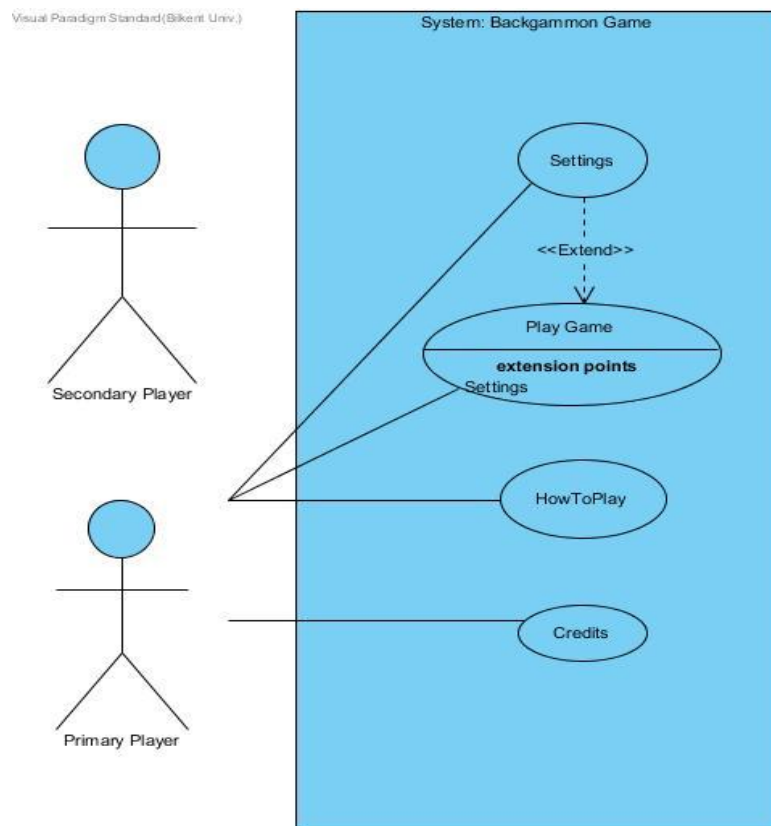 Visual Paradigm Standard(Bilkent Univ.)
System: Backgammon Game
Settings
<<Extend>>
Play Game
extension points
Settings
Secondary Player
HowToPlay
Credits
Primary Player